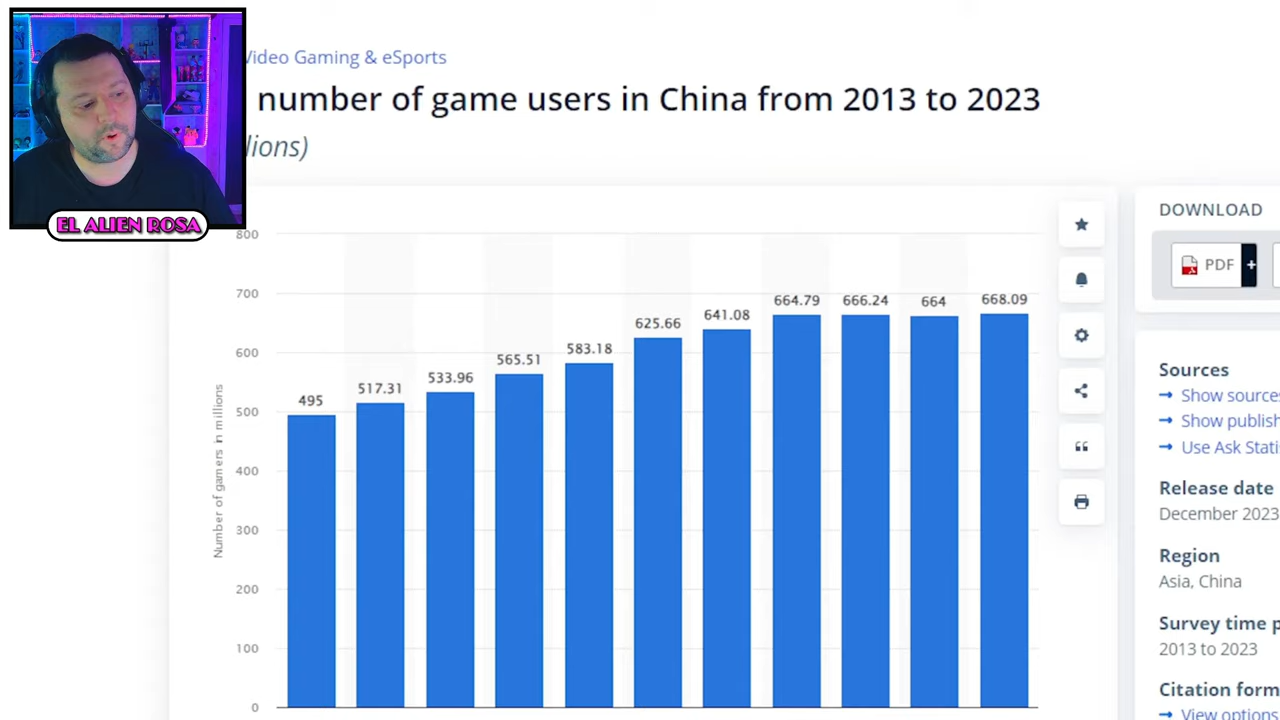 Video Gaming & eSports
number of game users in China from 2013 to 2023
EL ALIEN ROSA
800
700
600
500
400
300
200
100
0
Number of gamers in millions
495
517.31
533.96
565.51
583.18
625.66
641.08
664.79
666.24
664
668.09
DOWNLOAD
PDF +
Sources
→ Show sources
→ Show publish
→ Use Ask Stati
Release date
December 2023
Region
Asia, China
Survey time p
2013 to 2023
Citation form
→ View options